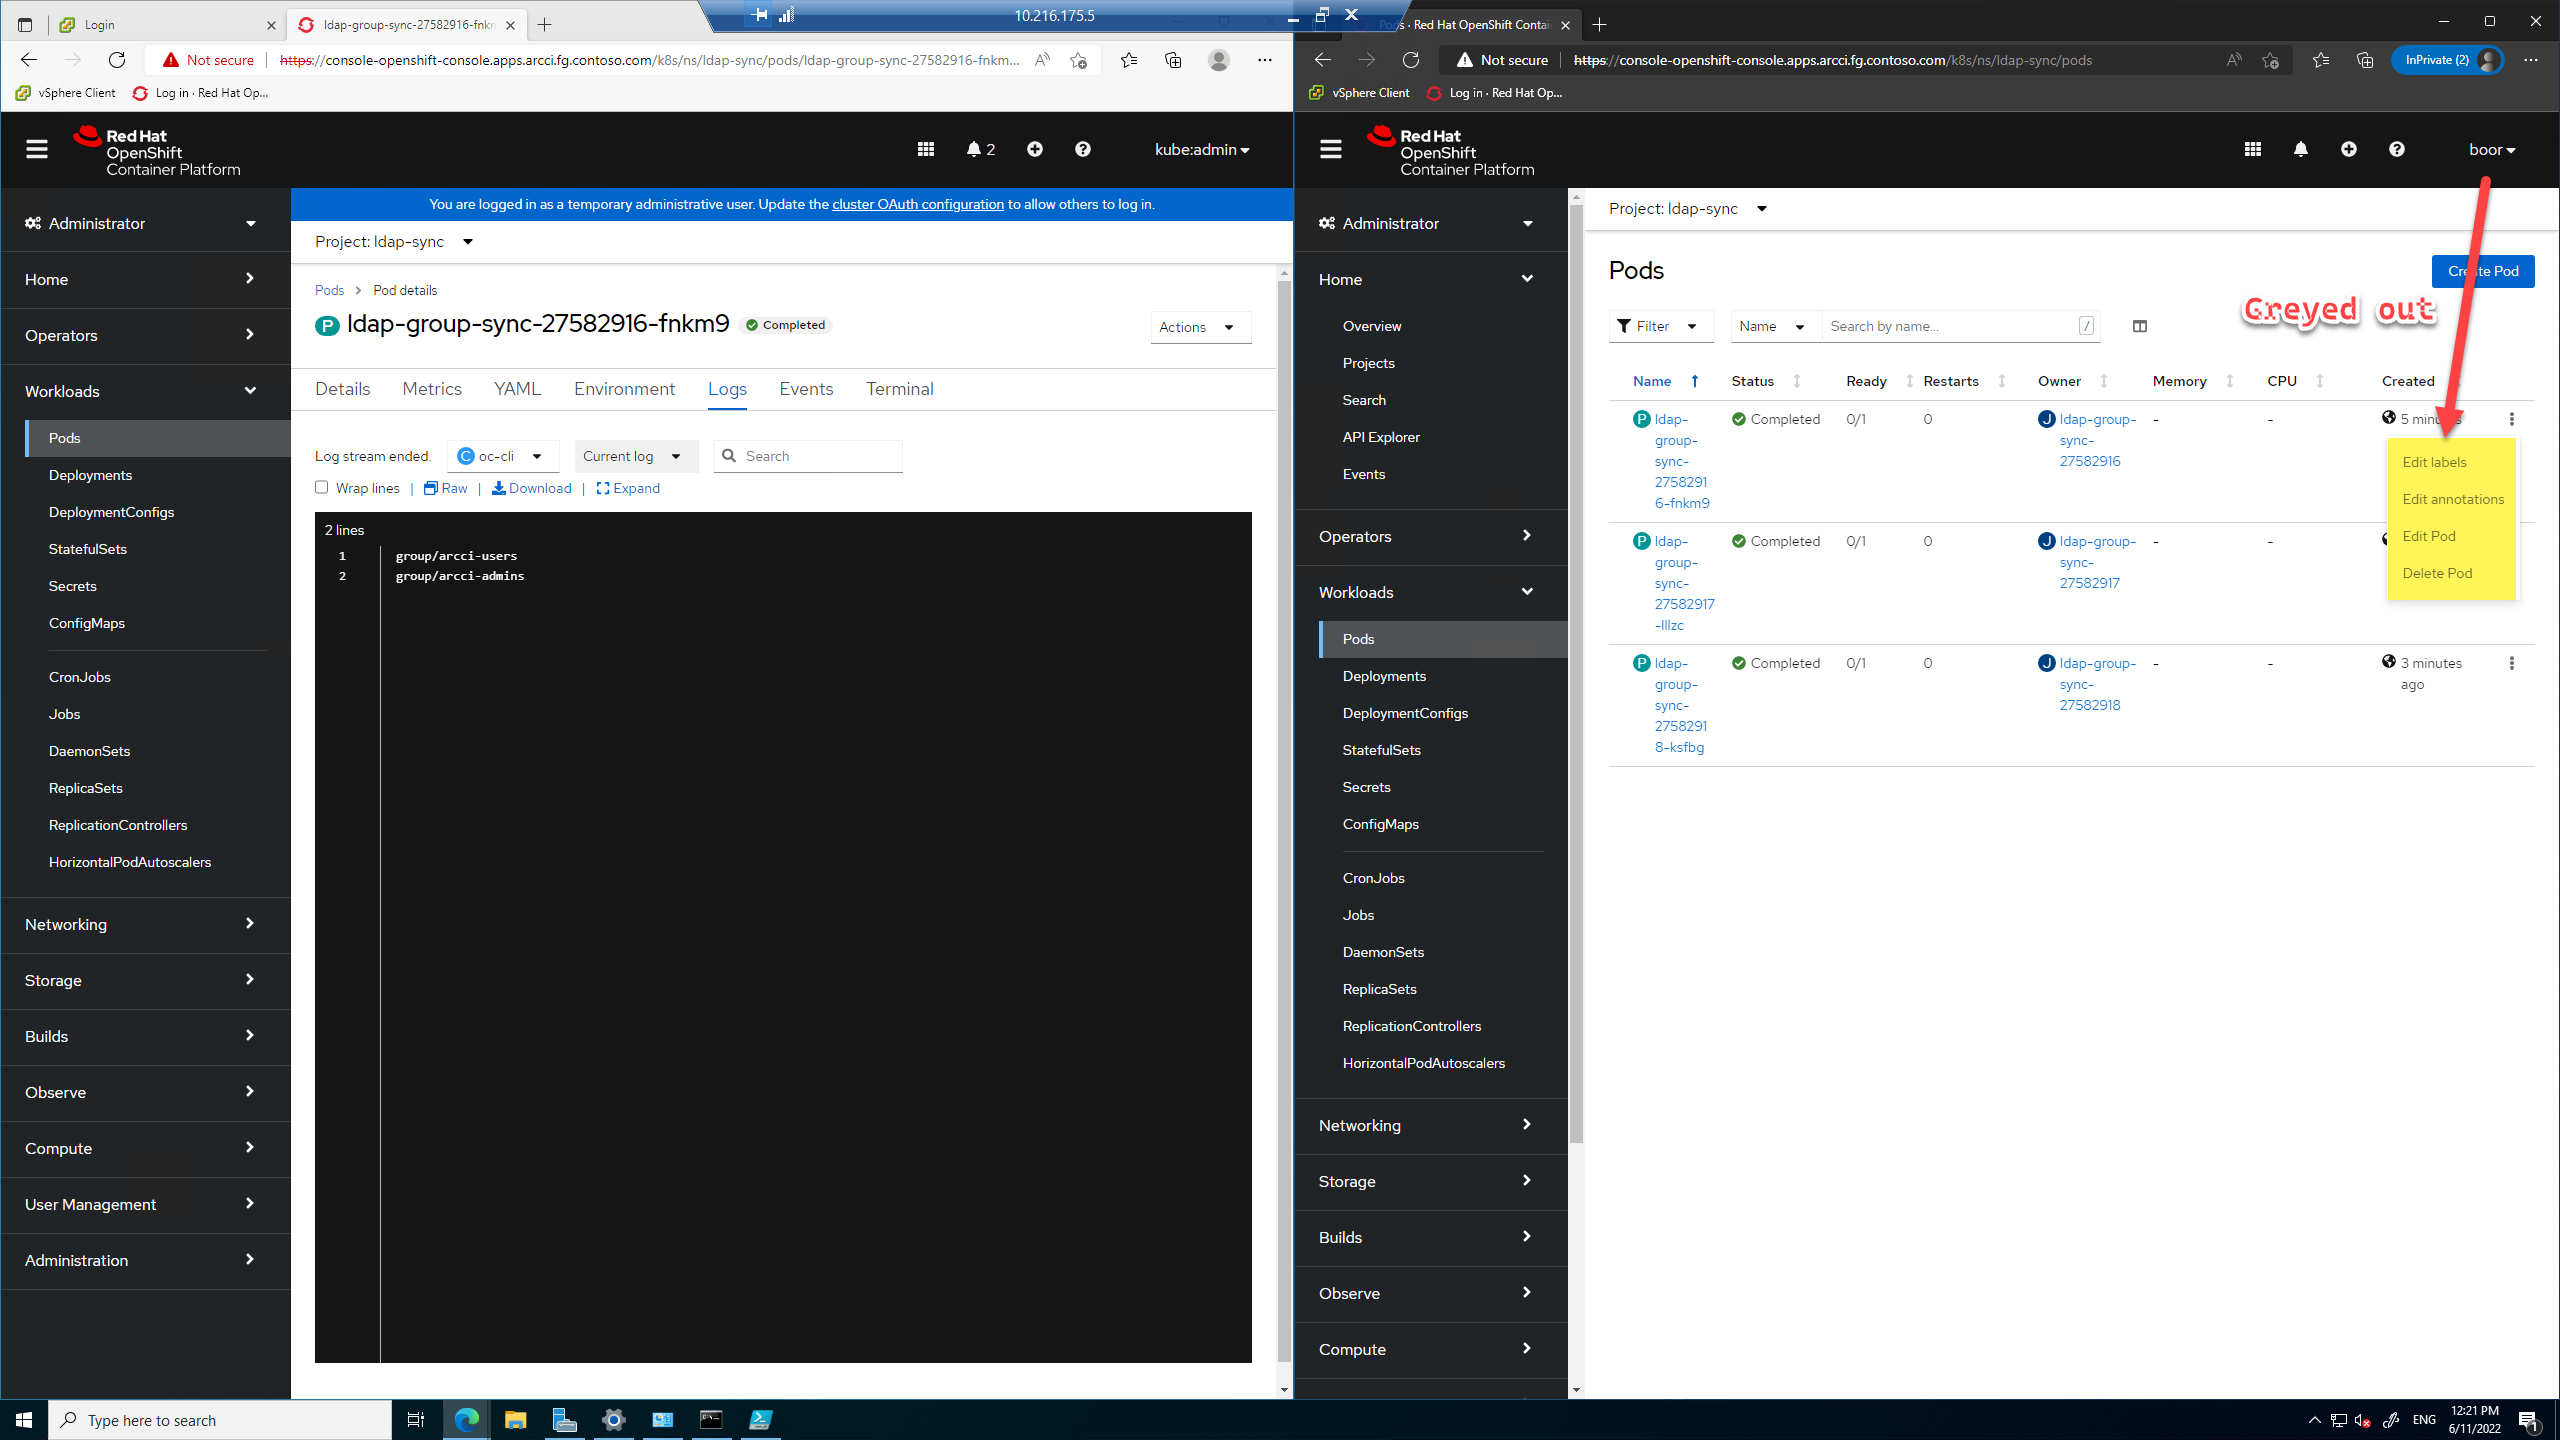 Login
ldap-group-sync-27582916-fnkm
10.216.175.5
Pods · Red Hat OpenShift Contai
Not secure
https://console-openshift-console.apps.arcci.fg.contoso.com/k8s/ns/ldap-sync/pods/ldap-group-sync-27582916-fnkm...
Not secure
https://console-openshift-console.apps.arcci.fg.contoso.com/k8s/ns/ldap-sync/pods
InPrivate (2)
vSphere Client
Log in · Red Hat Op...
vSphere Client
Log in · Red Hat Op...
Red Hat
OpenShift
Container Platform
2
kube:admin
Red Hat
OpenShift
Container Platform
boor
You are logged in as a temporary administrative user. Update the cluster OAuth configuration to allow others to log in.
Administrator
Home
Operators
Workloads
Pods
Deployments
DeploymentConfigs
StatefulSets
Secrets
ConfigMaps
CronJobs
Jobs
DaemonSets
ReplicaSets
ReplicationControllers
HorizontalPodAutoscalers
Networking
Storage
Builds
Observe
Compute
User Management
Administration
Project: ldap-sync
Pods > Pod details
P ldap-group-sync-27582916-fnkm9 Completed
Actions
Details Metrics YAML Environment Logs Events Terminal
Log stream ended. C oc-cli Current log Search
Wrap lines | Raw | Download | Expand
2 lines
1 group/arcci-users
2 group/arcci-admins
Administrator
Home
Overview
Projects
Search
API Explorer
Events
Operators
Workloads
Pods
Deployments
DeploymentConfigs
StatefulSets
Secrets
ConfigMaps
CronJobs
Jobs
DaemonSets
ReplicaSets
ReplicationControllers
HorizontalPodAutoscalers
Networking
Storage
Builds
Observe
Compute
Project: ldap-sync
Pods
Create Pod
Greyed out
Filter Name Search by name... /
Name Status Ready Restarts Owner Memory CPU Created
P ldap- Completed 0/1 0 J ldap-group- - - 5 minutes
group- sync-
sync- 27582916
2758291
6-fnkm9
Edit labels
Edit annotations
Edit Pod
Delete Pod
P ldap- Completed 0/1 0 J ldap-group- - -
group- sync-
sync- 27582917
27582917
-lllzc
P ldap- Completed 0/1 0 J ldap-group- - - 3 minutes
group- sync- ago
sync- 27582918
2758291
8-ksfbg
Type here to search
ENG
12:21 PM
6/11/2022
1